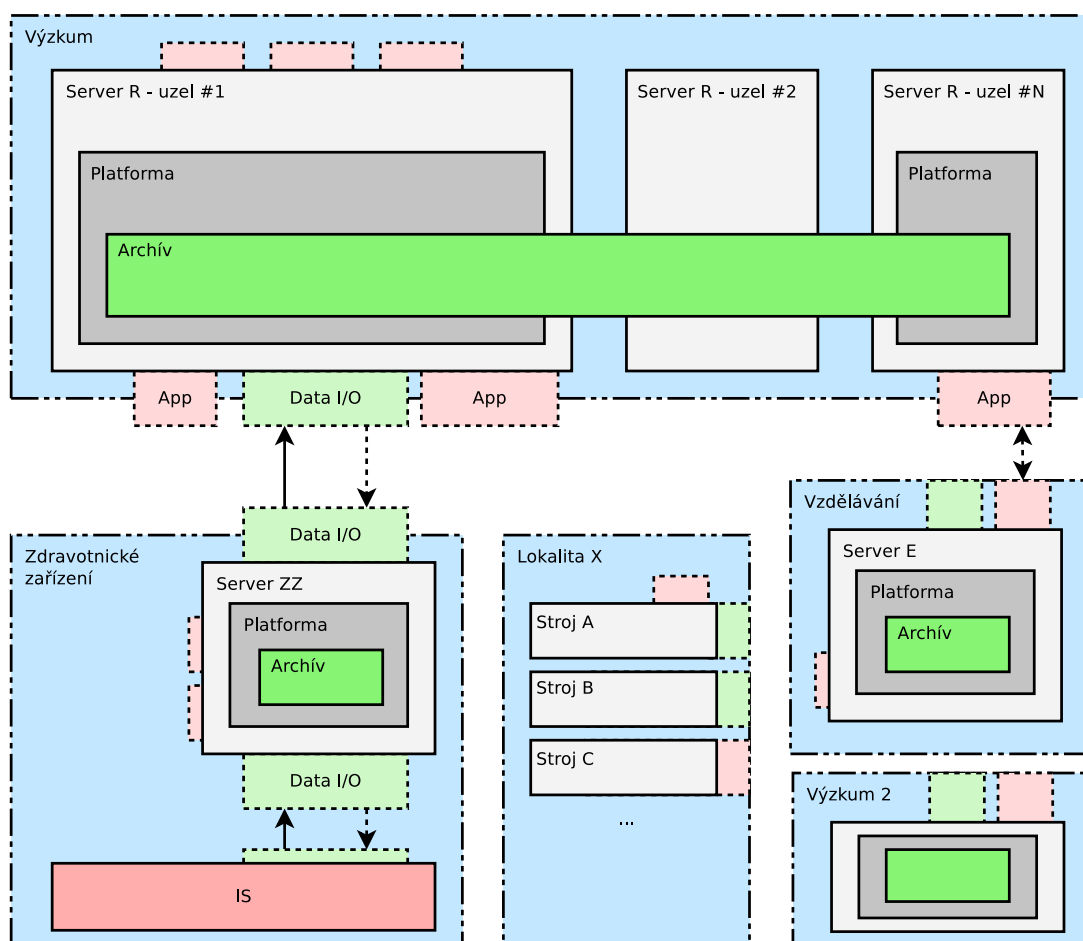 Výzkum
Server R - uzel #1
Server R - uzel #2
Server R - uzel #N
Platforma
Platforma
Archív
App
Data I/O
App
App
Data I/O
Zdravotnické
zařízení
Server ZZ
Platforma
Archív
Data I/O
IS
Lokalita X
Stroj A
Stroj B
Stroj C
...
Vzdělávání
Server E
Platforma
Archív
Výzkum 2